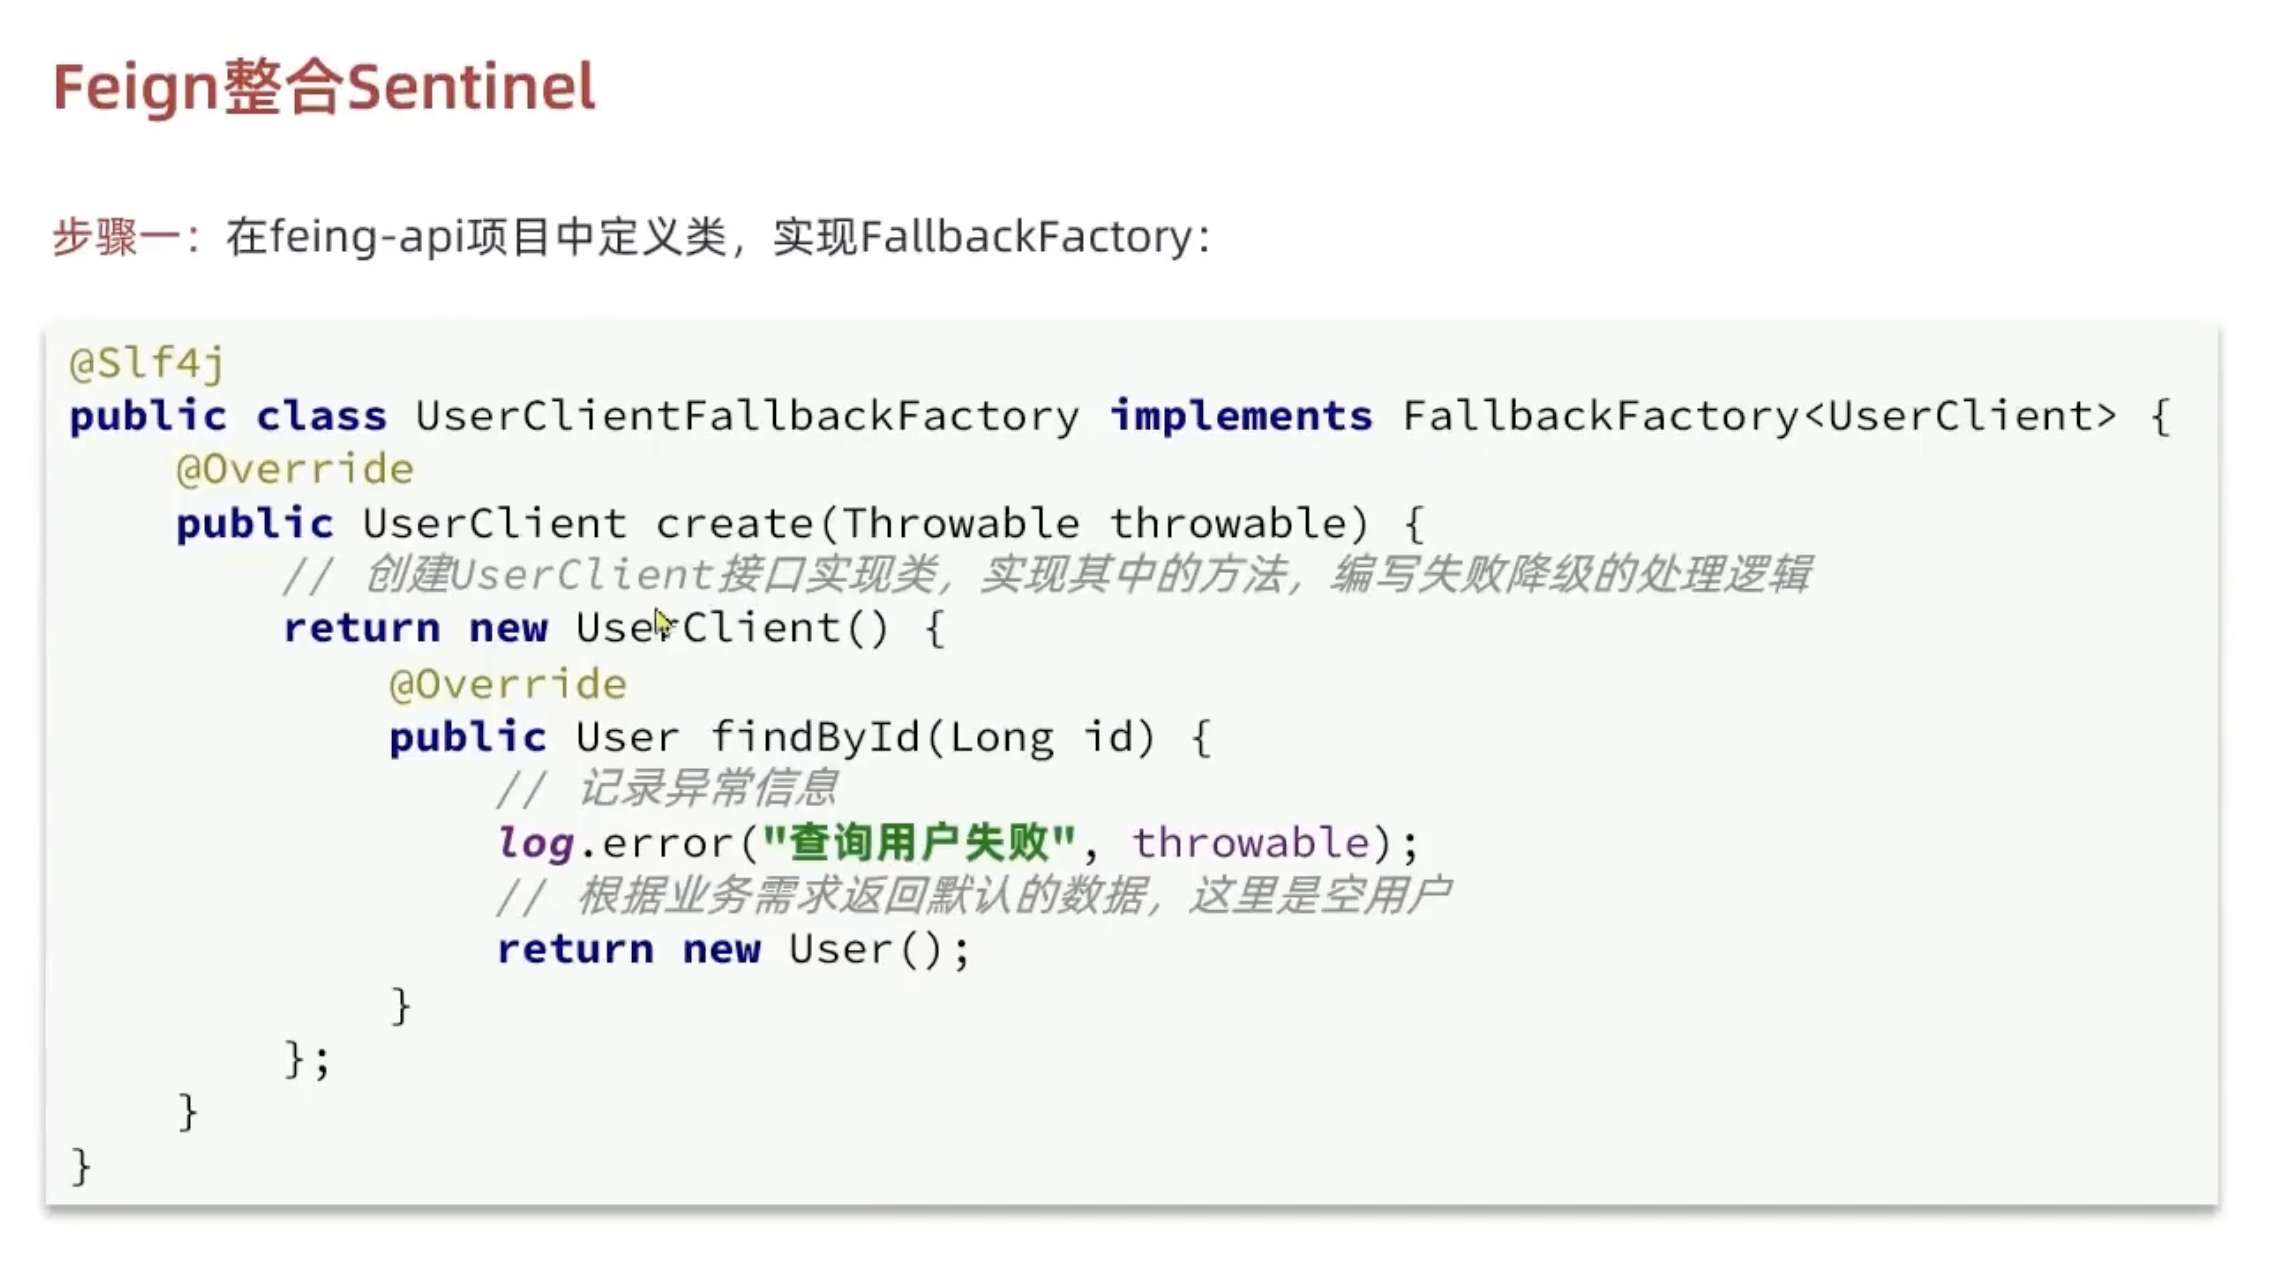 Feign整合Sentinel
步骤一：在feing-api项目中定义类，实现FallbackFactory：
@Slf4j
public class UserClientFallbackFactory implements FallbackFactory<UserClient> {
@Override
public UserClient create(Throwable throwable) {
// 创建UserClient接口实现类，实现其中的方法，编写失败降级的处理逻辑
return new UserClient() {
@Override
public User findById(Long id) {
// 记录异常信息
log.error("查询用户失败", throwable);
// 根据业务需求返回默认的数据，这里是空用户
return new User();
}
};
}
}